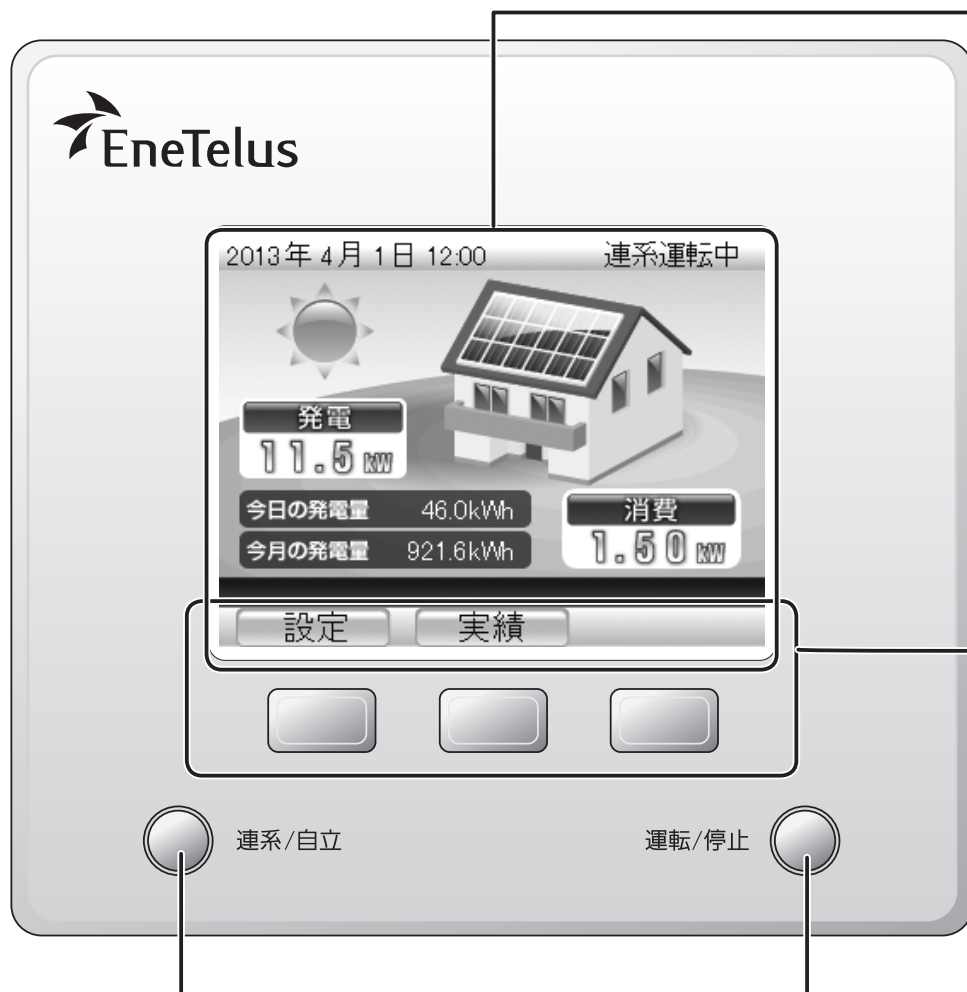 EneTelus
2013年 4月 1日 12:00 連系運転中
発電
11.5 kW
今日の発電量 46.0kWh
今月の発電量 921.6kWh
消費
1.50 kW
設定 実績
連系/自立 運転/停止